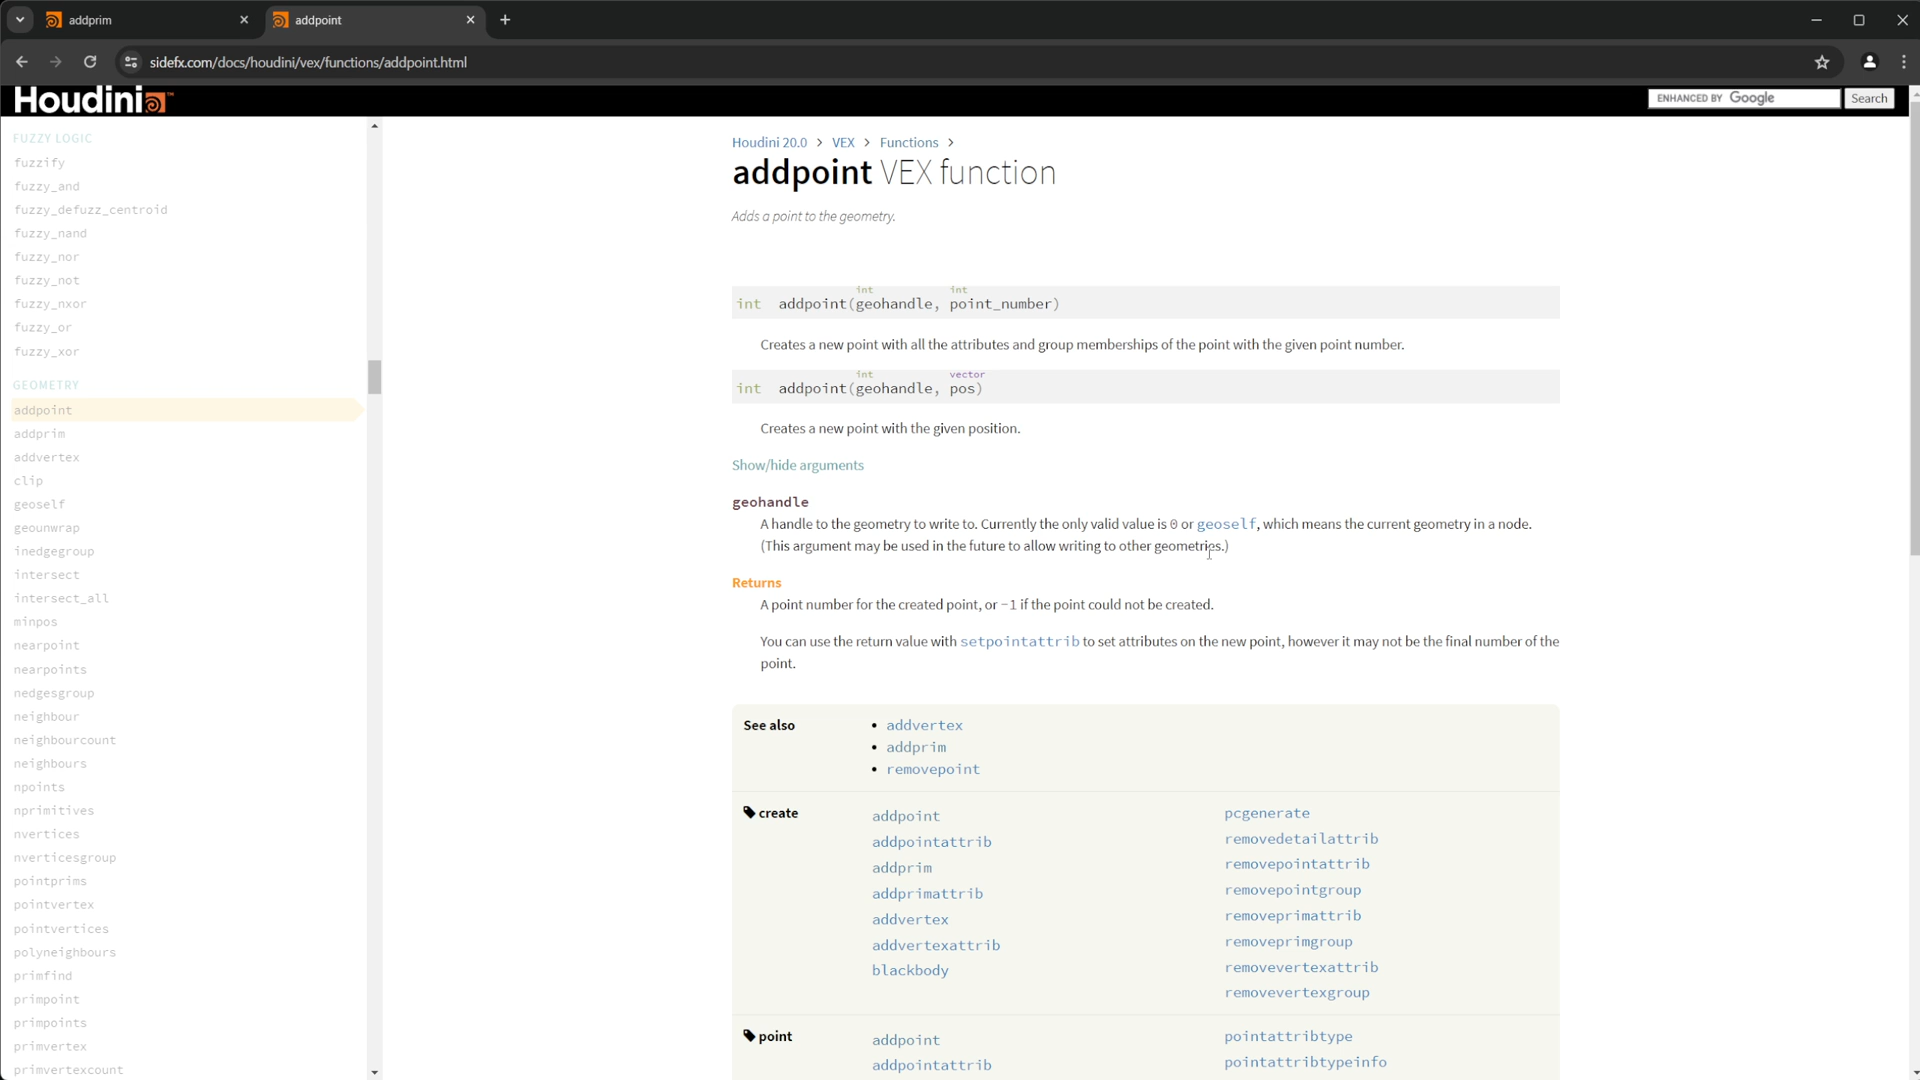 addprim
addpoint
sidefx.com/docs/houdini/vex/functions/addpoint.html
Houdini™
ENHANCED BY Google
Search
FUZZY LOGIC
fuzzify
fuzzy_and
fuzzy_defuzz_centroid
fuzzy_nand
fuzzy_nor
fuzzy_not
fuzzy_nxor
fuzzy_or
fuzzy_xor
GEOMETRY
addpoint
addprim
addvertex
clip
geoself
geounwrap
inedgegroup
intersect
intersect_all
minpos
nearpoint
nearpoints
nedgesgroup
neighbour
neighbourcount
neighbours
npoints
nprimitives
nvertices
nverticesgroup
pointprims
pointvertex
pointvertices
polyneighbours
primfind
primpoint
primpoints
primvertex
primvertexcount
Houdini 20.0 > VEX > Functions >
addpoint VEX function
Adds a point to the geometry.
int int
int addpoint(geohandle, point_number)
Creates a new point with all the attributes and group memberships of the point with the given point number.
int vector
int addpoint(geohandle, pos)
Creates a new point with the given position.
Show/hide arguments
geohandle
A handle to the geometry to write to. Currently the only valid value is 0 or geoself, which means the current geometry in a node.
(This argument may be used in the future to allow writing to other geometries.)
Returns
A point number for the created point, or -1 if the point could not be created.
You can use the return value with setpointattrib to set attributes on the new point, however it may not be the final number of the
point.
See also
• addvertex
• addprim
• removepoint
create
addpoint
addpointattrib
addprim
addprimattrib
addvertex
addvertexattrib
blackbody
pcgenerate
removedetailattrib
removepointattrib
removepointgroup
removeprimattrib
removeprimgroup
removevertexattrib
removevertexgroup
point
addpoint
addpointattrib
pointattribtype
pointattribtypeinfo